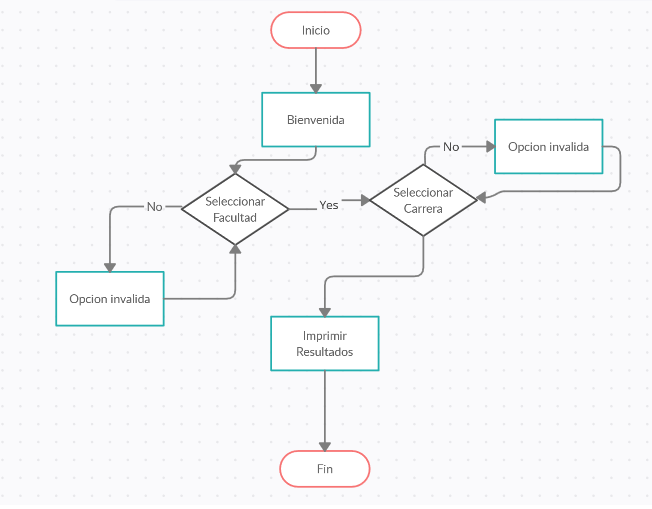 Inicio
Bienvenida
No
Opcion invalida
Seleccionar
Facultad
Yes
Seleccionar
Carrera
No
Opcion invalida
Imprimir
Resultados
Fin